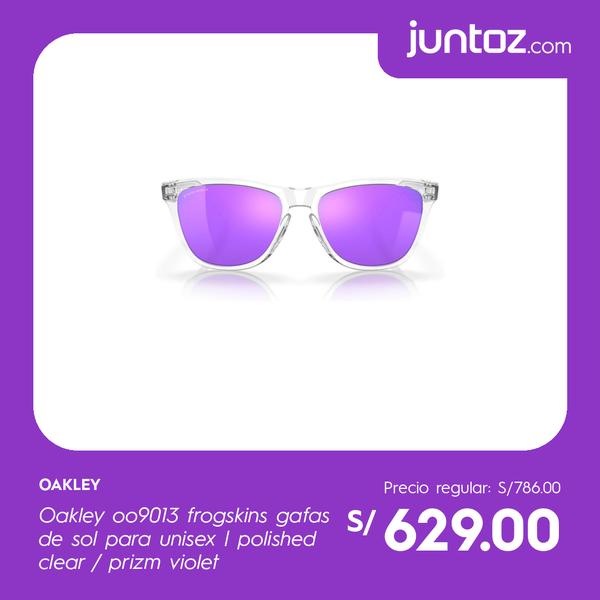 juntoz.com
OAKLEY
Oakley oo9013 frogskins gafas
de sol para unisex | polished
clear / prizm violet
Precio regular: S/786.00
S/ 629.00